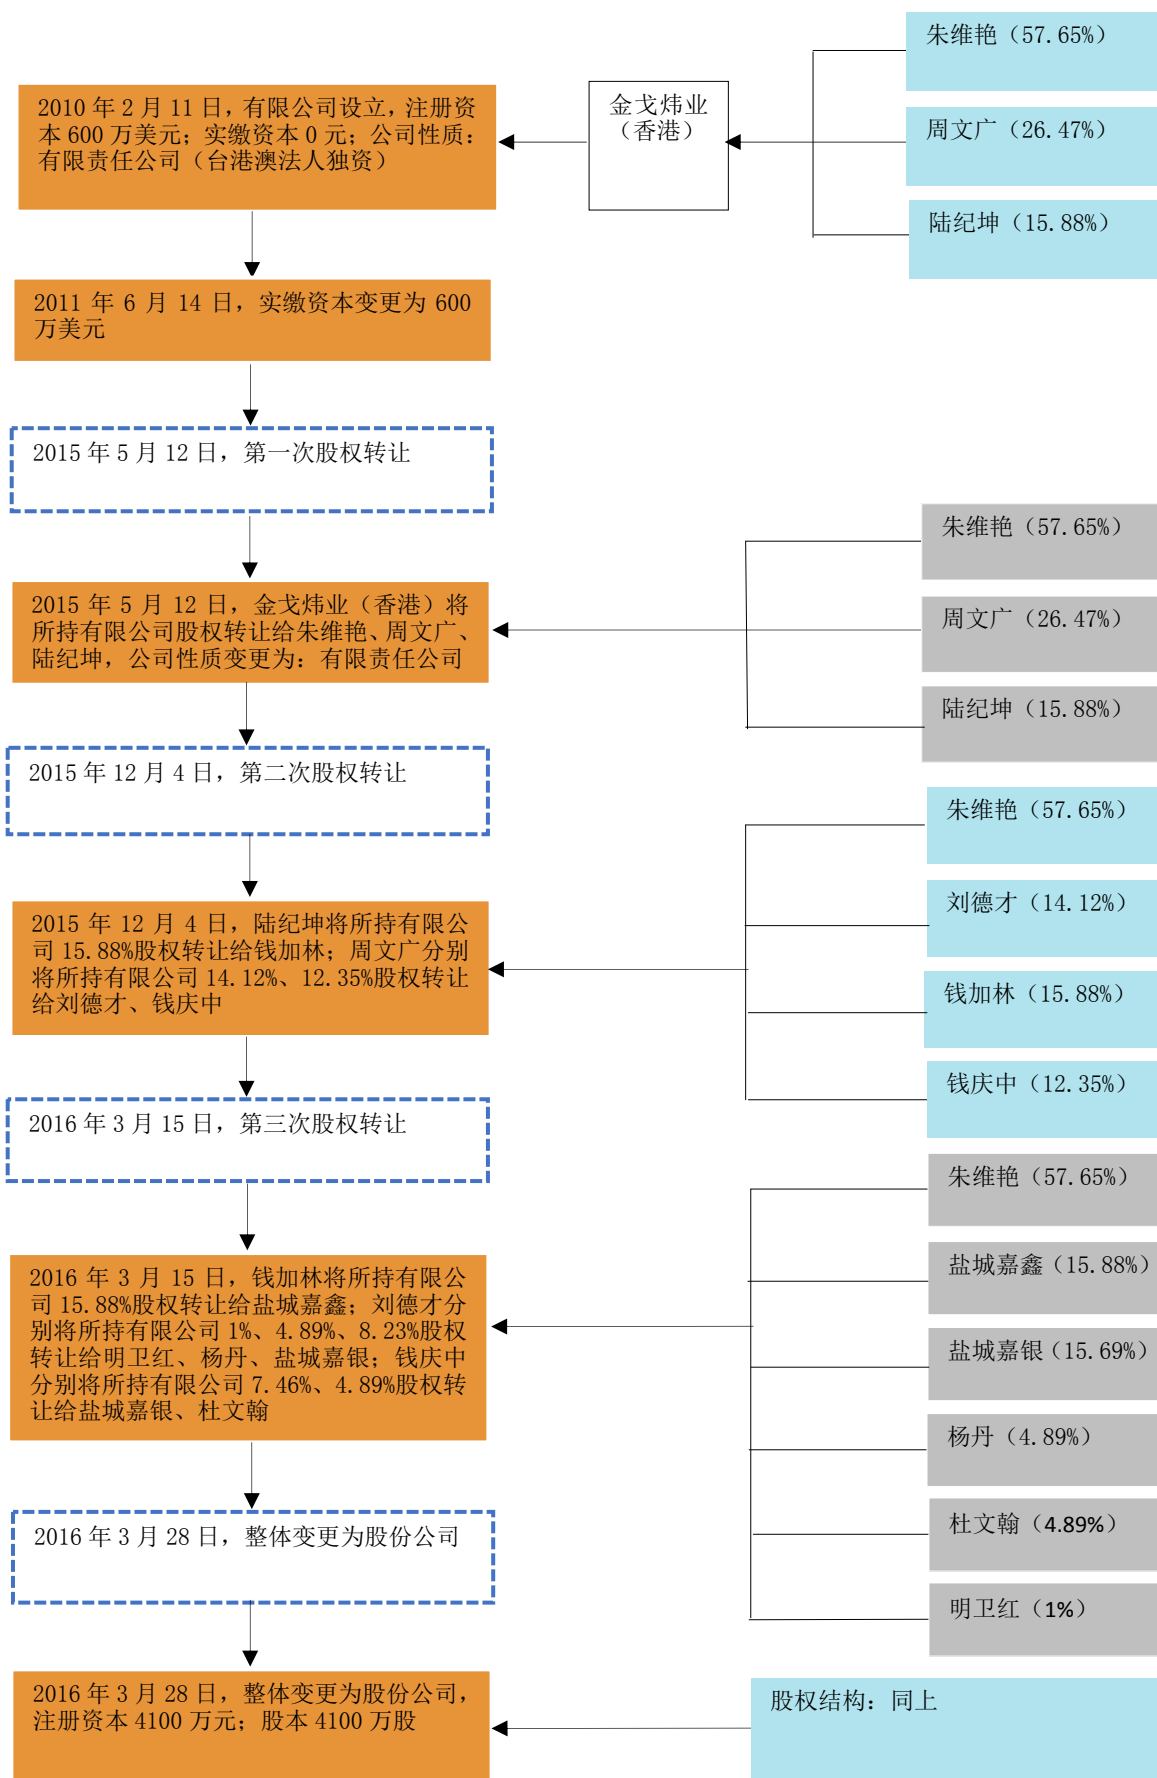 朱维艳（57.65%）
2010 年 2 月 11 日，有限公司设立，注册资
本 600 万美元；实缴资本 0 元；公司性质：
有限责任公司（台港澳法人独资）
金戈炜业
（香港）
周文广（26.47%）
陆纪坤（15.88%）
2011 年 6 月 14 日，实缴资本变更为 600
万美元
2015 年 5 月 12 日，第一次股权转让
朱维艳（57.65%）
2015 年 5 月 12 日，金戈炜业（香港）将
所持有限公司股权转让给朱维艳、周文广、
陆纪坤，公司性质变更为：有限责任公司
周文广（26.47%）
陆纪坤（15.88%）
2015 年 12 月 4 日，第二次股权转让
朱维艳（57.65%）
刘德才（14.12%）
2015 年 12 月 4 日，陆纪坤将所持有限公
司 15.88%股权转让给钱加林；周文广分别
将所持有限公司 14.12%、12.35%股权转让
给刘德才、钱庆中
钱加林（15.88%）
钱庆中（12.35%）
2016 年 3 月 15 日，第三次股权转让
朱维艳（57.65%）
盐城嘉鑫（15.88%）
2016 年 3 月 15 日，钱加林将所持有限公
司 15.88%股权转让给盐城嘉鑫；刘德才分
别将所持有限公司 1%、4.89%、8.23%股权
转让给明卫红、杨丹、盐城嘉银；钱庆中
分别将所持有限公司 7.46%、4.89%股权转
让给盐城嘉银、杜文翰
盐城嘉银（15.69%）
杨丹（4.89%）
杜文翰（4.89%）
2016 年 3 月 28 日，整体变更为股份公司
明卫红（1%）
2016 年 3 月 28 日，整体变更为股份公司，
注册资本 4100 万元；股本 4100 万股
股权结构：同上